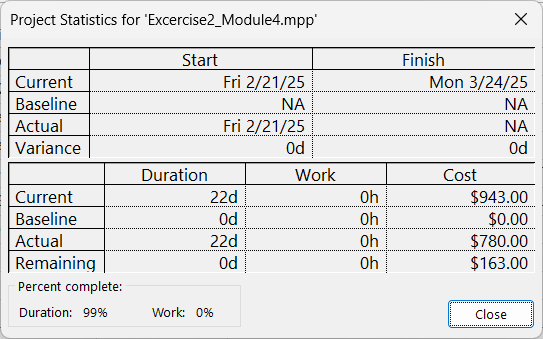 Project Statistics for 'Excercise2_Module4.mpp'
Start Finish
Current Fri 2/21/25 Mon 3/24/25
Baseline NA NA
Actual Fri 2/21/25 NA
Variance 0d 0d
Duration Work Cost
Current 22d 0h $943.00
Baseline 0d 0h $0.00
Actual 22d 0h $780.00
Remaining 0d 0h $163.00
Percent complete:
Duration: 99% Work: 0% Close